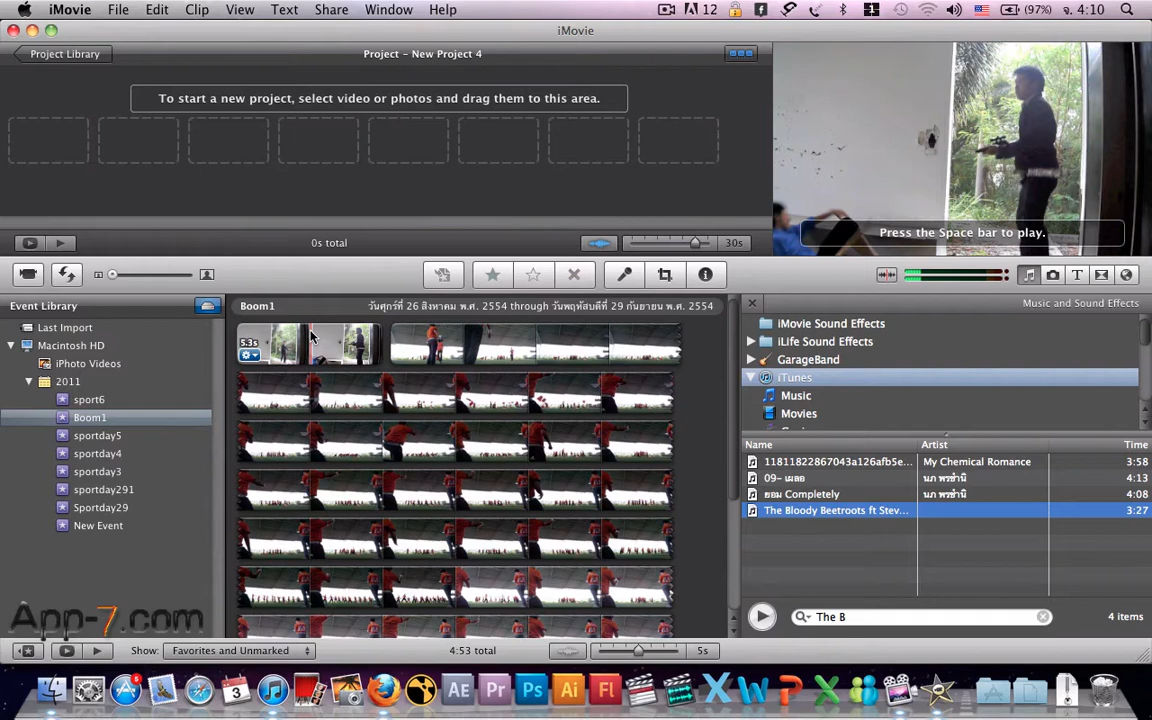 iMovie File Edit Clip View Text Share Window Help 12 1 (97%) จ. 4:10
iMovie
Project Library
Project - New Project 4
To start a new project, select video or photos and drag them to this area.
Press the Space bar to play.
0s total
30s
Event Library
Last Import
Macintosh HD
iPhoto Videos
2011
sport6
Boom1
sportday5
sportday4
sportday3
sportday291
Sportday29
New Event
App-7.com
Boom1
วันศุกร์ที่ 26 สิงหาคม พ.ศ. 2554 through วันพฤหัสบดีที่ 29 กันยายน พ.ศ. 2554
5.3s
Music and Sound Effects
iMovie Sound Effects
iLife Sound Effects
GarageBand
iTunes
Music
Movies
Name Artist Time
11811822867043a126afb5e... My Chemical Romance 3:58
09- เผลอ นภ พรชำนิ 4:13
ยอม Completely นภ พรชำนิ 4:08
The Bloody Beetroots ft Stev... 3:27
The B
4 items
Show: Favorites and Unmarked
4:53 total
5s
6
3
AE Pr Ps Ai Fl